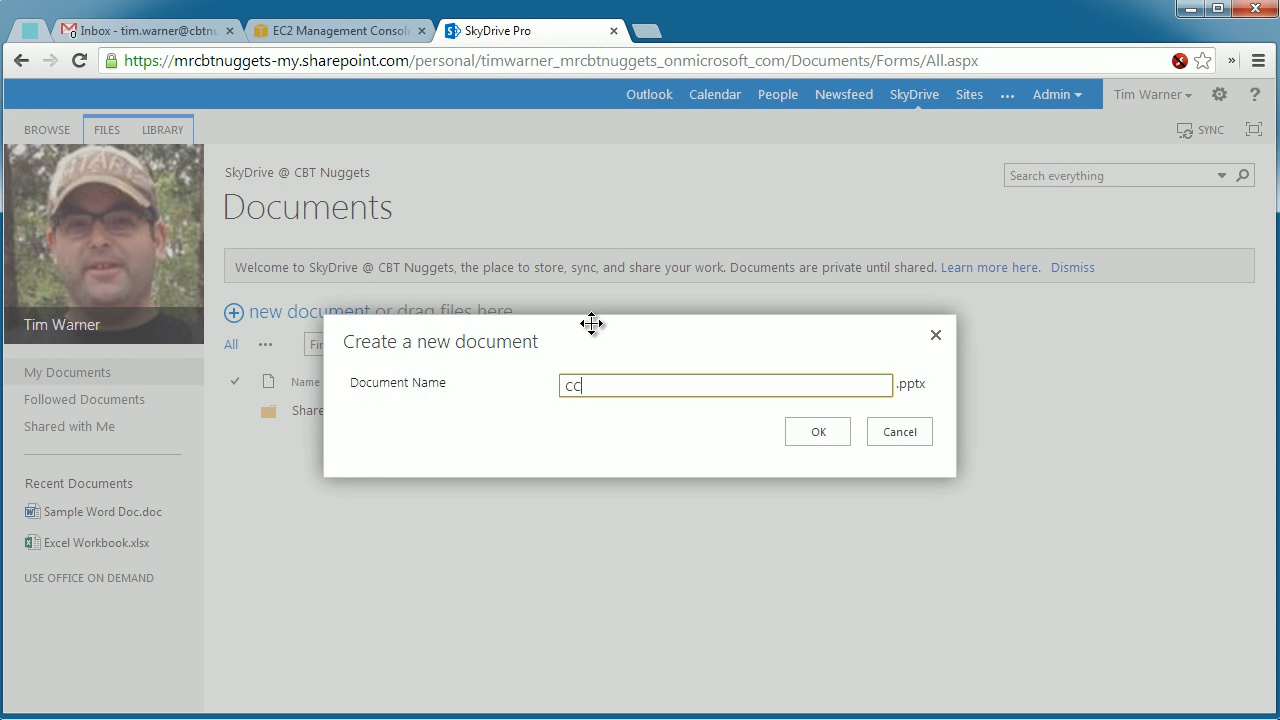 Inbox - tim.warner@cbtnu
EC2 Management Consol
SkyDrive Pro
https://mrcbtnuggets-my.sharepoint.com/personal/timwarner_mrcbtnuggets_onmicrosoft_com/Documents/Forms/All.aspx
Outlook Calendar People Newsfeed SkyDrive Sites ... Admin Tim Warner
BROWSE FILES LIBRARY SYNC
SkyDrive @ CBT Nuggets
Search everything
Documents
Welcome to SkyDrive @ CBT Nuggets, the place to store, sync, and share your work. Documents are private until shared. Learn more here. Dismiss
new document or drag files here
Tim Warner
All ... Fir
Create a new document
My Documents
Name
Document Name
cc
.pptx
Followed Documents
Share
Shared with Me
OK
Cancel
Recent Documents
Sample Word Doc.doc
Excel Workbook.xlsx
USE OFFICE ON DEMAND